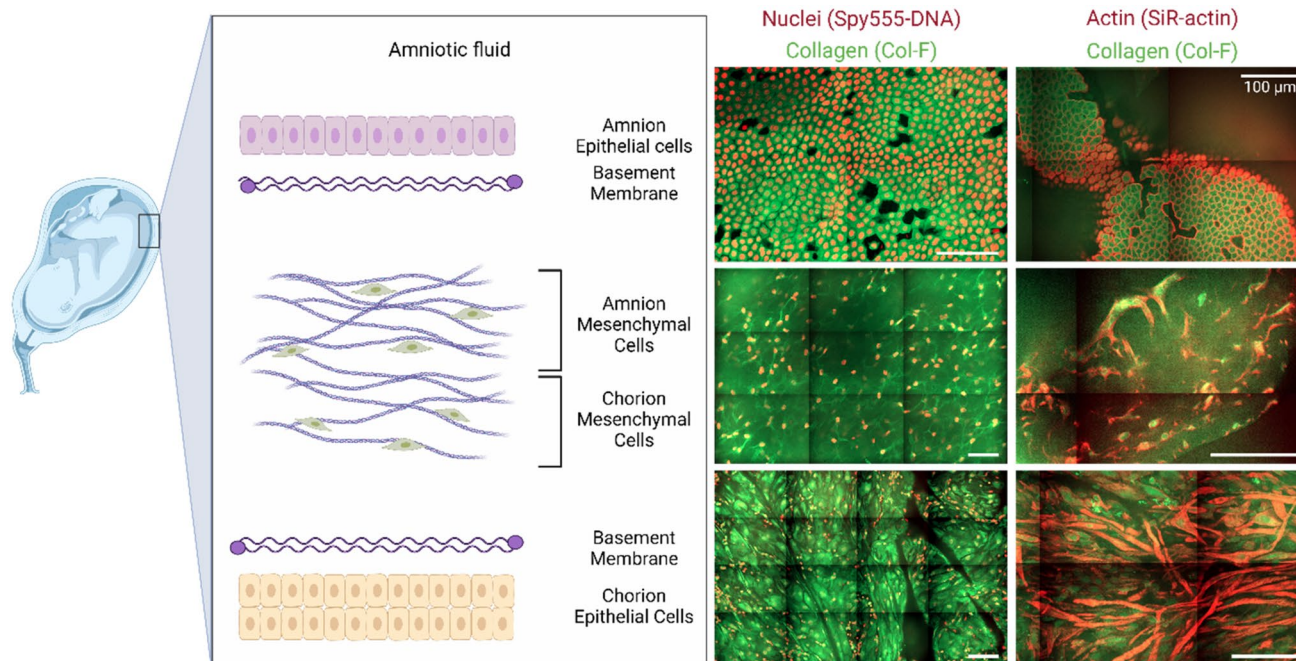 Amniotic fluid
Amnion
Epithelial cells
Basement
Membrane
Amnion
Mesenchymal
Cells
Chorion
Mesenchymal
Cells
Basement
Membrane
Chorion
Epithelial Cells
Nuclei (Spy555-DNA)
Collagen (Col-F)
Actin (SiR-actin)
Collagen (Col-F)
100 µm